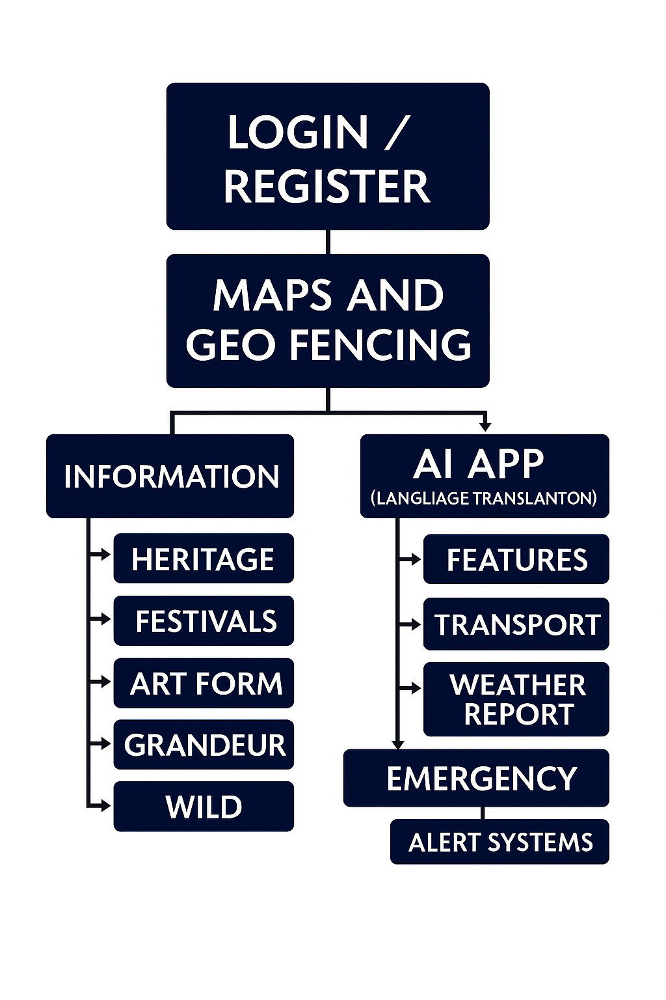 LOGIN /
REGISTER
MAPS AND
GEO FENCING
INFORMATION
HERITAGE
FESTIVALS
ART FORM
GRANDEUR
WILD
AI APP
(LANGLIAGE TRANSLANTON)
FEATURES
TRANSPORT
WEATHER
REPORT
EMERGENCY
ALERT SYSTEMS